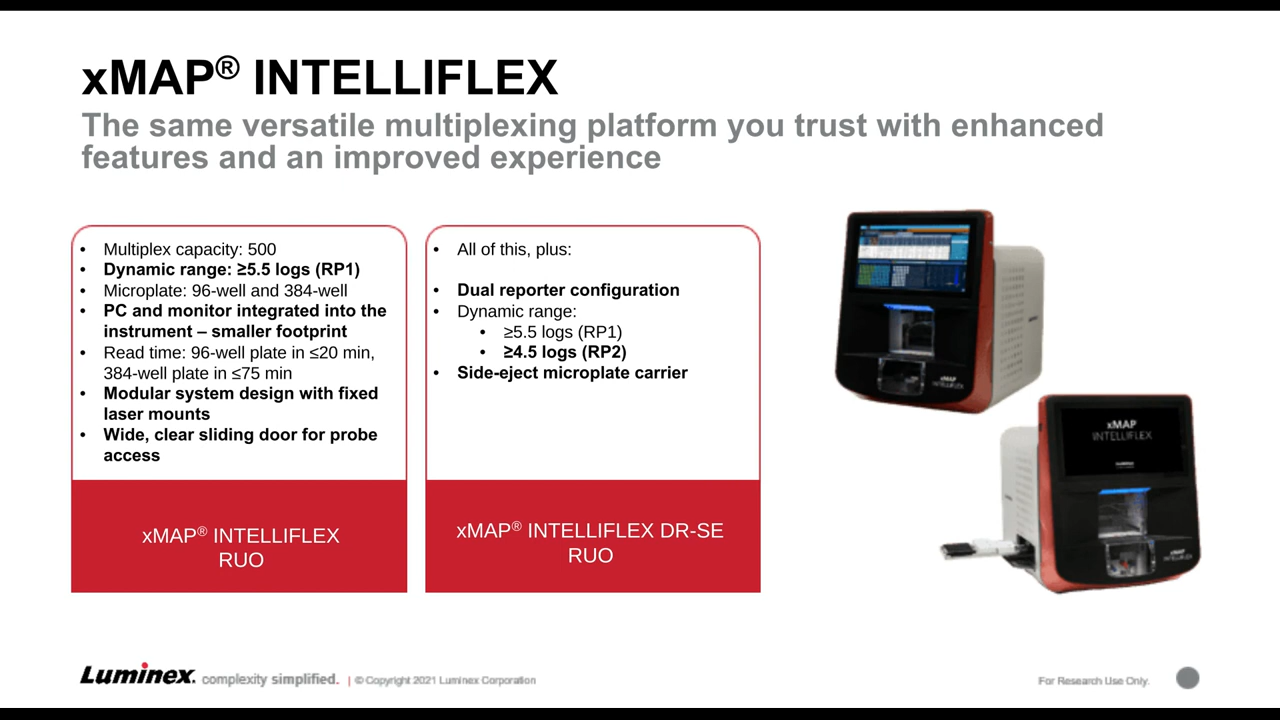 xMAP® INTELLIFLEX
The same versatile multiplexing platform you trust with enhanced
features and an improved experience
• Multiplex capacity: 500
• Dynamic range: ≥5.5 logs (RP1)
• Microplate: 96-well and 384-well
• PC and monitor integrated into the
instrument – smaller footprint
• Read time: 96-well plate in ≤20 min,
384-well plate in ≤75 min
• Modular system design with fixed
laser mounts
• Wide, clear sliding door for probe
access
xMAP® INTELLIFLEX
RUO
• All of this, plus:
• Dual reporter configuration
• Dynamic range:
• ≥5.5 logs (RP1)
• ≥4.5 logs (RP2)
• Side-eject microplate carrier
xMAP® INTELLIFLEX DR-SE
RUO
xMAP
INTELLIFLEX
xMAP
INTELLIFLEX
xMAP
INTELLIFLEX
Luminex. complexity simplified. | © Copyright 2021 Luminex Corporation
For Research Use Only.